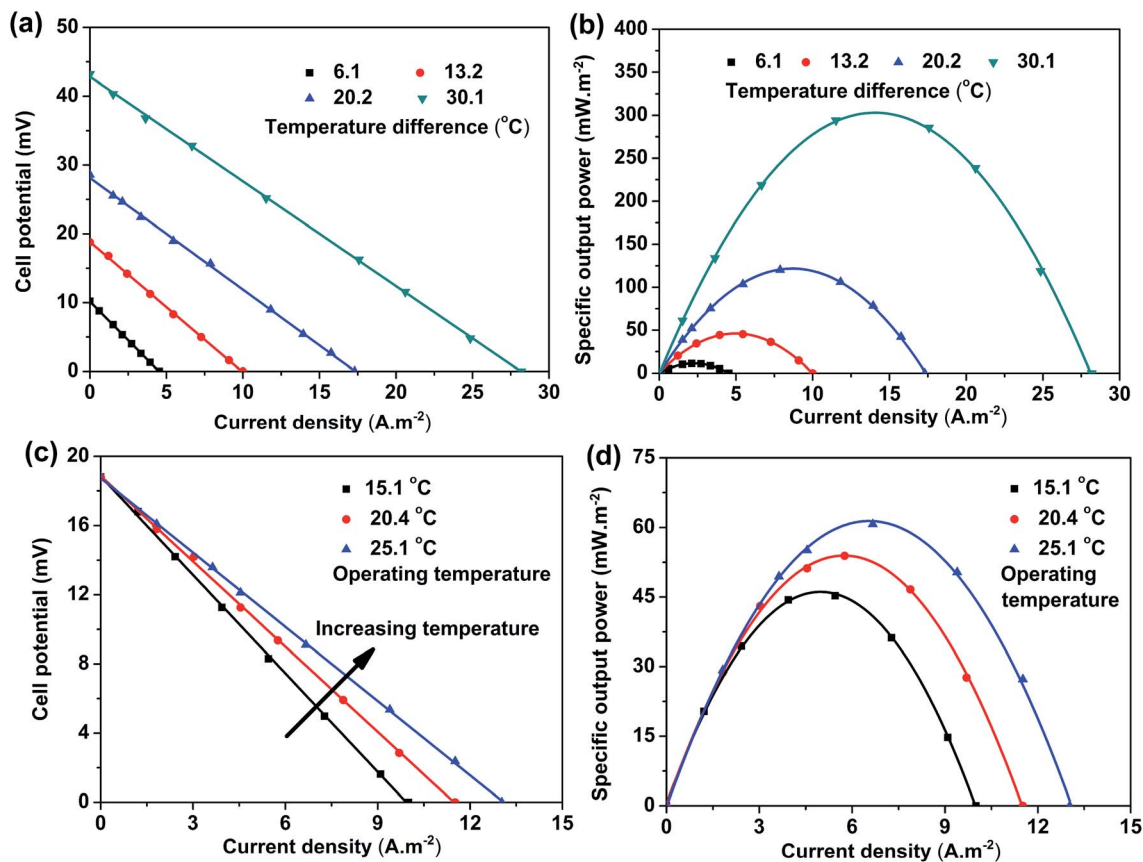 (a)
50
40
30
20
10
0
Cell potential (mV)
6.1 13.2
20.2 30.1
Temperature difference (°C)
0 5 10 15 20 25 30
Current density (A.m⁻²)
(b)
400
350
300
250
200
150
100
50
0
Specific output power (mW.m⁻²)
6.1 13.2 20.2 30.1
Temperature difference (°C)
0 5 10 15 20 25 30
Current density (A.m⁻²)
(c)
20
16
12
8
4
0
Cell potential (mV)
15.1 °C
20.4 °C
25.1 °C
Operating temperature
Increasing temperature
0 3 6 9 12 15
Current density (A.m⁻²)
(d)
75
60
45
30
15
0
Specific output power (mW.m⁻²)
15.1 °C
20.4 °C
25.1 °C
Operating
temperature
0 3 6 9 12 15
Current density (A.m⁻²)